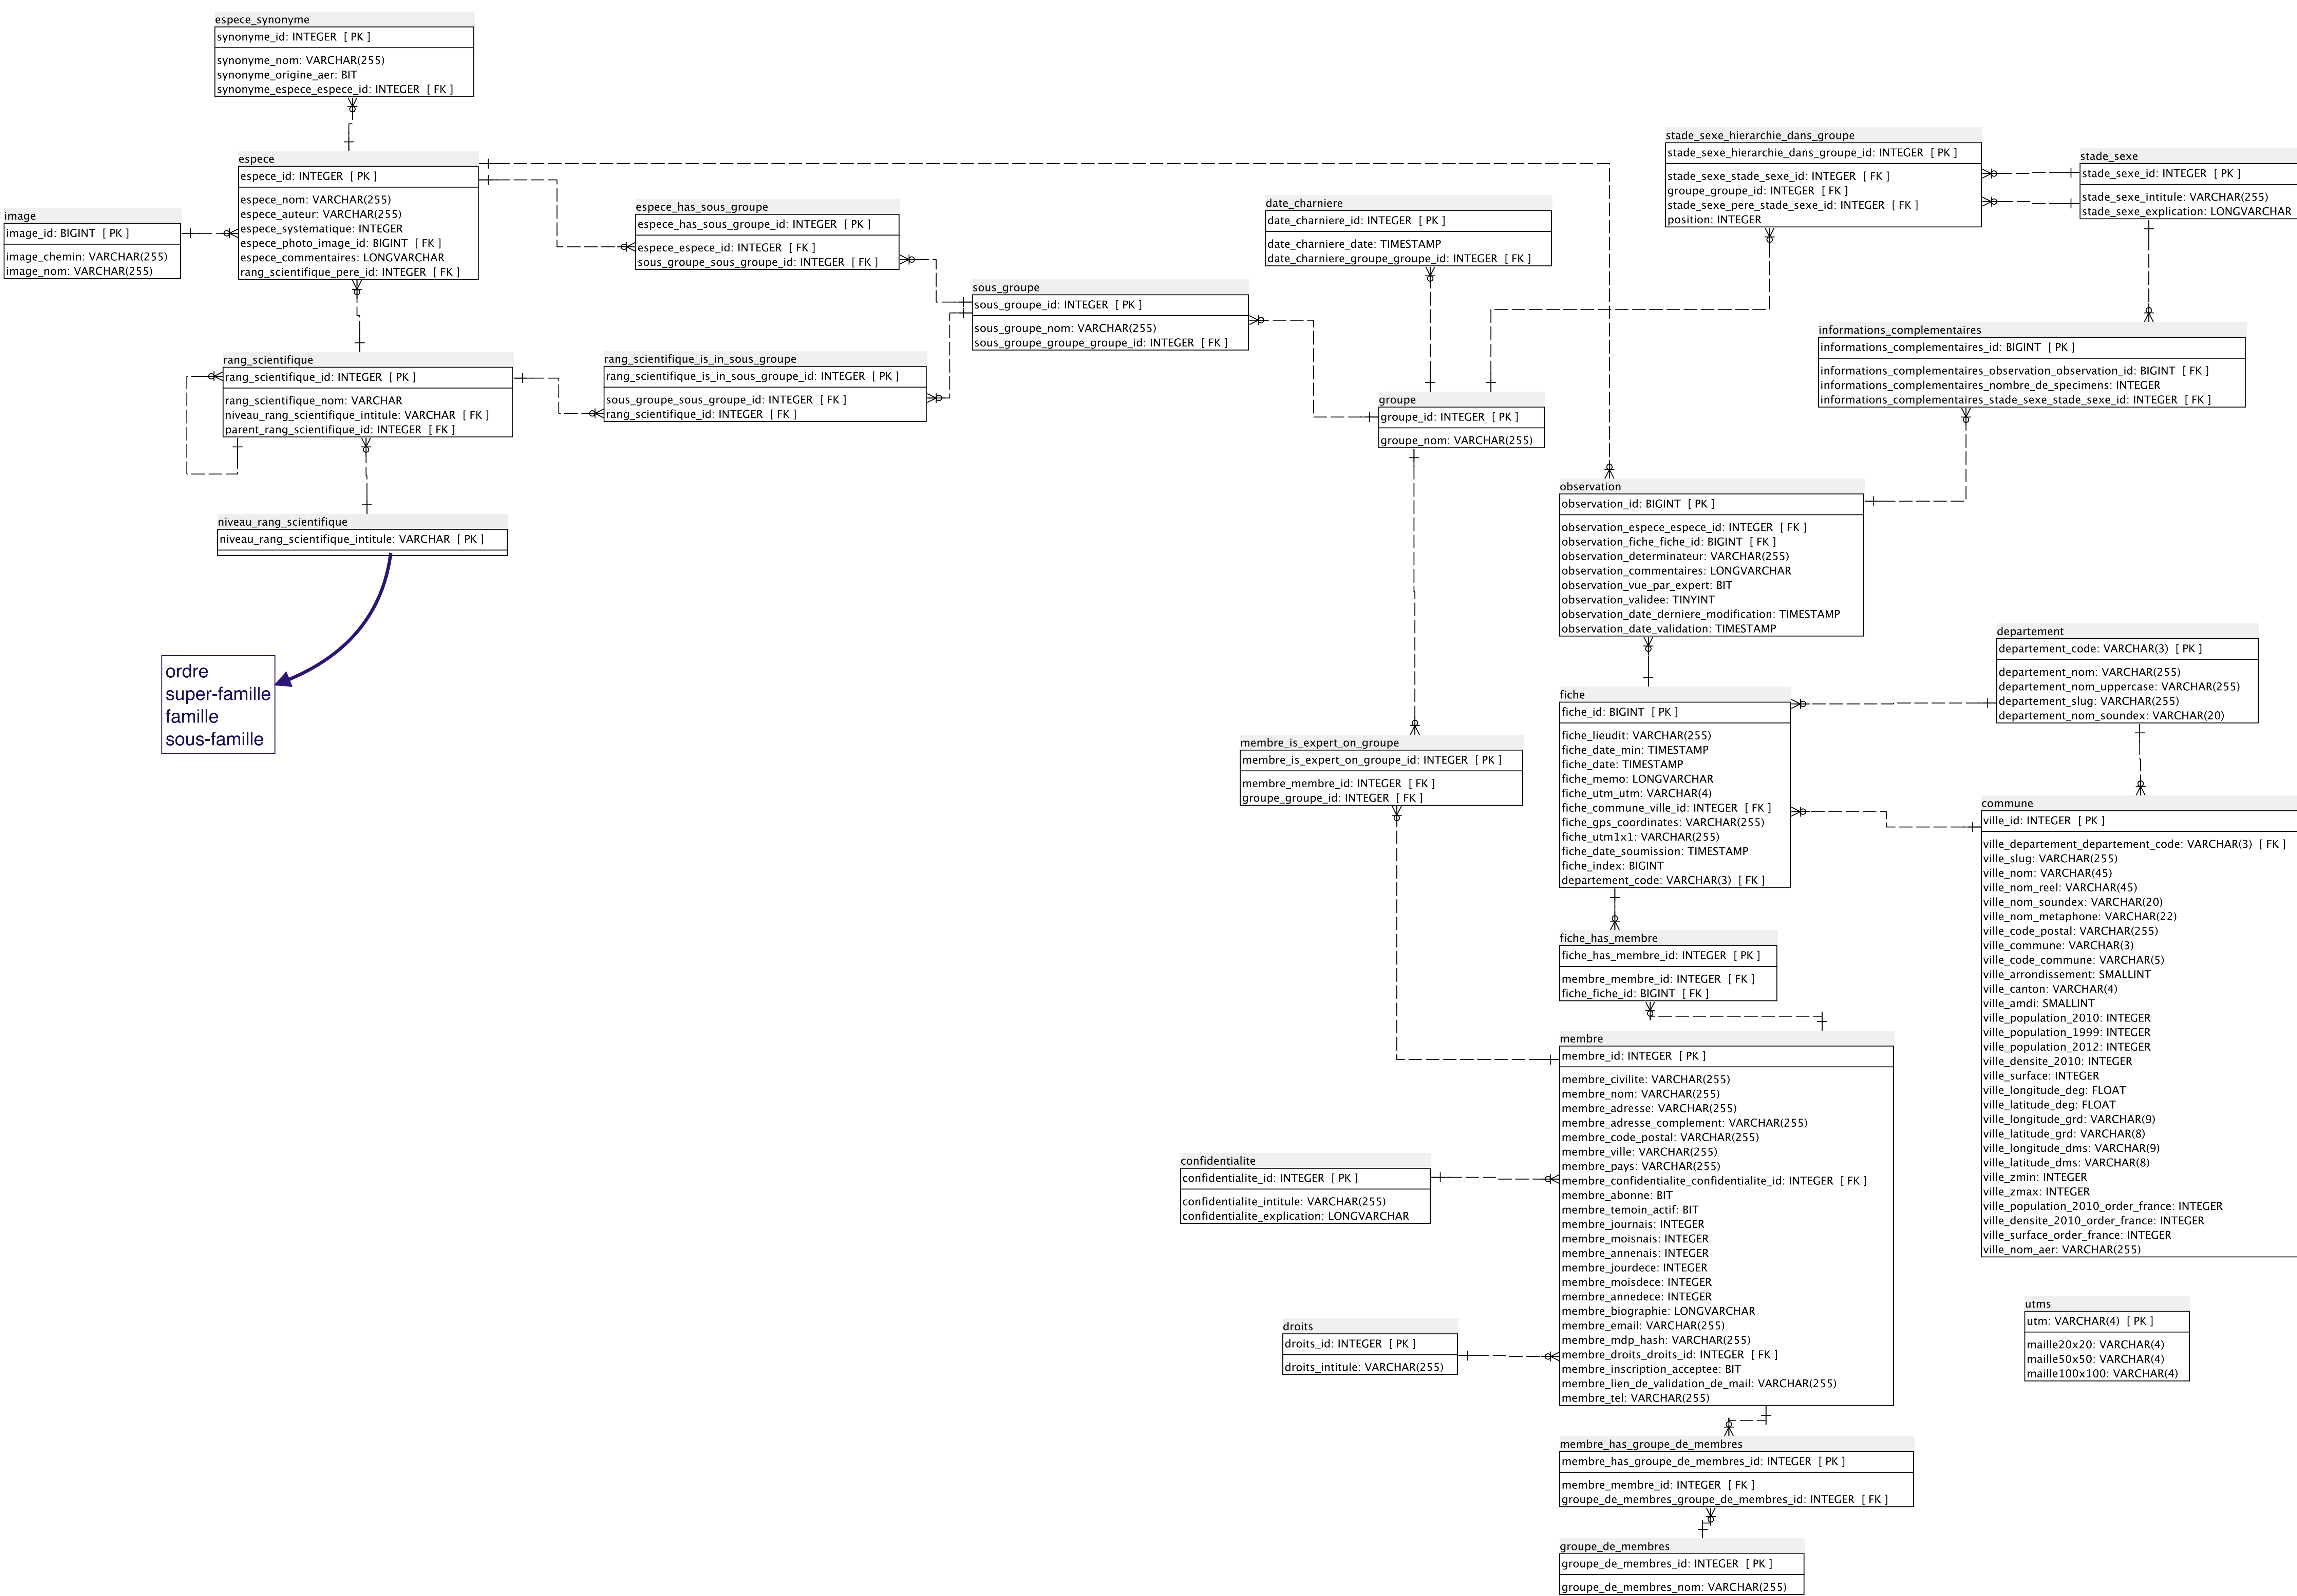 espece_synonyme
synonyme_id: INTEGER [ PK ]
synonyme_nom: VARCHAR(255)
synonyme_origine_aer: BIT
synonyme_espece_espece_id: INTEGER [ FK ]
espece
espece_id: INTEGER [ PK ]
espece_nom: VARCHAR(255)
espece_auteur: VARCHAR(255)
espece_systematique: INTEGER
espece_photo_image_id: BIGINT [ FK ]
espece_commentaires: LONGVARCHAR
rang_scientifique_pere_id: INTEGER [ FK ]
image
image_id: BIGINT [ PK ]
image_chemin: VARCHAR(255)
image_nom: VARCHAR(255)
espece_has_sous_groupe
espece_has_sous_groupe_id: INTEGER [ PK ]
espece_espece_id: INTEGER [ FK ]
sous_groupe_sous_groupe_id: INTEGER [ FK ]
date_charniere
date_charniere_id: INTEGER [ PK ]
date_charniere_date: TIMESTAMP
date_charniere_groupe_groupe_id: INTEGER [ FK ]
stade_sexe_hierarchie_dans_groupe
stade_sexe_hierarchie_dans_groupe_id: INTEGER [ PK ]
stade_sexe_stade_sexe_id: INTEGER [ FK ]
groupe_groupe_id: INTEGER [ FK ]
stade_sexe_pere_stade_sexe_id: INTEGER [ FK ]
position: INTEGER
stade_sexe
stade_sexe_id: INTEGER [ PK ]
stade_sexe_intitule: VARCHAR(255)
stade_sexe_explication: LONGVARCHAR
sous_groupe
sous_groupe_id: INTEGER [ PK ]
sous_groupe_nom: VARCHAR(255)
sous_groupe_groupe_groupe_id: INTEGER [ FK ]
informations_complementaires
informations_complementaires_id: BIGINT [ PK ]
informations_complementaires_observation_observation_id: BIGINT [ FK ]
informations_complementaires_nombre_de_specimens: INTEGER
informations_complementaires_stade_sexe_stade_sexe_id: INTEGER [ FK ]
rang_scientifique
rang_scientifique_id: INTEGER [ PK ]
rang_scientifique_nom: VARCHAR
niveau_rang_scientifique_intitule: VARCHAR [ FK ]
parent_rang_scientifique_id: INTEGER [ FK ]
rang_scientifique_is_in_sous_groupe
rang_scientifique_is_in_sous_groupe_id: INTEGER [ PK ]
sous_groupe_sous_groupe_id: INTEGER [ FK ]
rang_scientifique_id: INTEGER [ FK ]
groupe
groupe_id: INTEGER [ PK ]
groupe_nom: VARCHAR(255)
observation
observation_id: BIGINT [ PK ]
observation_espece_espece_id: INTEGER [ FK ]
observation_fiche_fiche_id: BIGINT [ FK ]
observation_determinateur: VARCHAR(255)
observation_commentaires: LONGVARCHAR
observation_vue_par_expert: BIT
observation_validee: TINYINT
observation_date_derniere_modification: TIMESTAMP
observation_date_validation: TIMESTAMP
niveau_rang_scientifique
niveau_rang_scientifique_intitule: VARCHAR [ PK ]
ordre
super-famille
famille
sous-famille
departement
departement_code: VARCHAR(3) [ PK ]
departement_nom: VARCHAR(255)
departement_nom_uppercase: VARCHAR(255)
departement_slug: VARCHAR(255)
departement_nom_soundex: VARCHAR(20)
fiche
fiche_id: BIGINT [ PK ]
fiche_lieudit: VARCHAR(255)
fiche_date_min: TIMESTAMP
fiche_date: TIMESTAMP
fiche_memo: LONGVARCHAR
fiche_utm_utm: VARCHAR(4)
fiche_commune_ville_id: INTEGER [ FK ]
fiche_gps_coordinates: VARCHAR(255)
fiche_utm1x1: VARCHAR(255)
fiche_date_soumission: TIMESTAMP
fiche_index: BIGINT
departement_code: VARCHAR(3) [ FK ]
membre_is_expert_on_groupe
membre_is_expert_on_groupe_id: INTEGER [ PK ]
membre_membre_id: INTEGER [ FK ]
groupe_groupe_id: INTEGER [ FK ]
commune
ville_id: INTEGER [ PK ]
ville_departement_departement_code: VARCHAR(3) [ FK ]
ville_slug: VARCHAR(255)
ville_nom: VARCHAR(45)
ville_nom_reel: VARCHAR(45)
ville_nom_soundex: VARCHAR(20)
ville_nom_metaphone: VARCHAR(22)
ville_code_postal: VARCHAR(255)
ville_commune: VARCHAR(3)
ville_code_commune: VARCHAR(5)
ville_arrondissement: SMALLINT
ville_canton: VARCHAR(4)
ville_amdi: SMALLINT
ville_population_2010: INTEGER
ville_population_1999: INTEGER
ville_population_2012: INTEGER
ville_densite_2010: INTEGER
ville_surface: INTEGER
ville_longitude_deg: FLOAT
ville_latitude_deg: FLOAT
ville_longitude_grd: VARCHAR(9)
ville_latitude_grd: VARCHAR(8)
ville_longitude_dms: VARCHAR(9)
ville_latitude_dms: VARCHAR(8)
ville_zmin: INTEGER
ville_zmax: INTEGER
ville_population_2010_order_france: INTEGER
ville_densite_2010_order_france: INTEGER
ville_surface_order_france: INTEGER
ville_nom_aer: VARCHAR(255)
fiche_has_membre
fiche_has_membre_id: INTEGER [ PK ]
membre_membre_id: INTEGER [ FK ]
fiche_fiche_id: BIGINT [ FK ]
membre
membre_id: INTEGER [ PK ]
membre_civilite: VARCHAR(255)
membre_nom: VARCHAR(255)
membre_adresse: VARCHAR(255)
membre_adresse_complement: VARCHAR(255)
membre_code_postal: VARCHAR(255)
membre_ville: VARCHAR(255)
membre_pays: VARCHAR(255)
membre_confidentialite_confidentialite_id: INTEGER [ FK ]
membre_abonne: BIT
membre_temoin_actif: BIT
membre_journais: INTEGER
membre_moisnais: INTEGER
membre_annenais: INTEGER
membre_jourdece: INTEGER
membre_moisdece: INTEGER
membre_annedece: INTEGER
membre_biographie: LONGVARCHAR
membre_email: VARCHAR(255)
membre_mdp_hash: VARCHAR(255)
membre_droits_droits_id: INTEGER [ FK ]
membre_inscription_acceptee: BIT
membre_lien_de_validation_de_mail: VARCHAR(255)
membre_tel: VARCHAR(255)
confidentialite
confidentialite_id: INTEGER [ PK ]
confidentialite_intitule: VARCHAR(255)
confidentialite_explication: LONGVARCHAR
droits
droits_id: INTEGER [ PK ]
droits_intitule: VARCHAR(255)
utms
utm: VARCHAR(4) [ PK ]
maille20x20: VARCHAR(4)
maille50x50: VARCHAR(4)
maille100x100: VARCHAR(4)
membre_has_groupe_de_membres
membre_has_groupe_de_membres_id: INTEGER [ PK ]
membre_membre_id: INTEGER [ FK ]
groupe_de_membres_groupe_de_membres_id: INTEGER [ FK ]
groupe_de_membres
groupe_de_membres_id: INTEGER [ PK ]
groupe_de_membres_nom: VARCHAR(255)